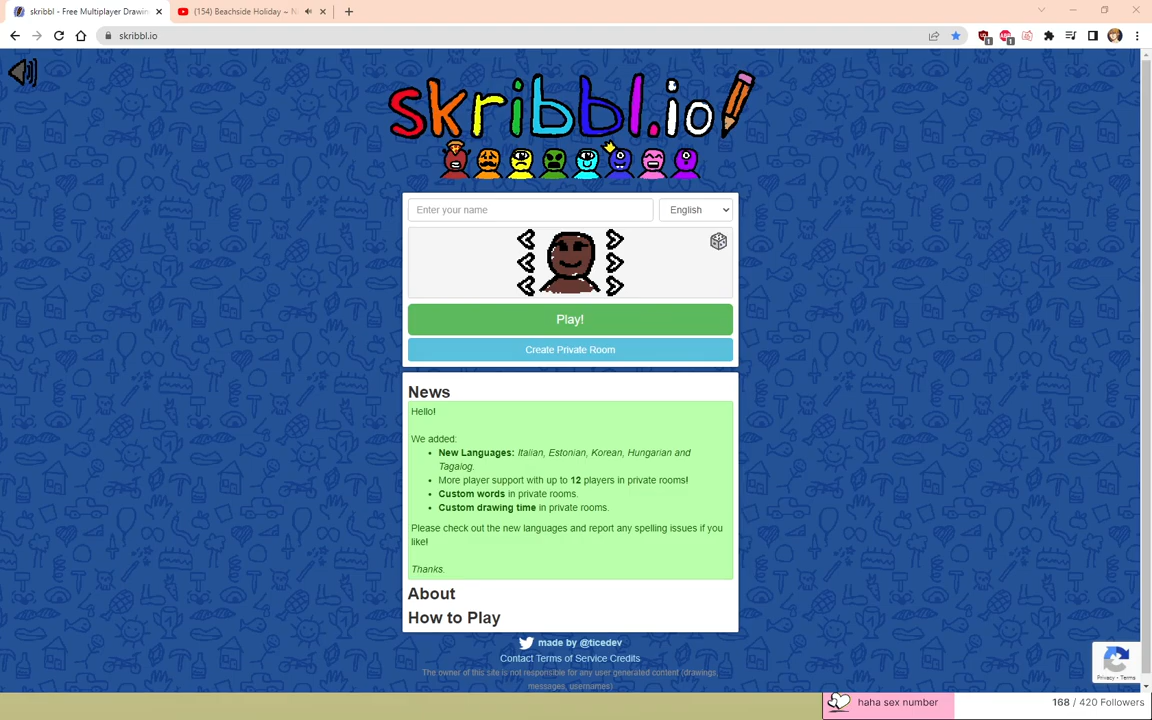 skribbl - Free Multiplayer Drawin
(154) Beachside Holiday ~ N
skribbl.io
1
1
skribbl.io
Enter your name
English
Play!
Create Private Room
News
Hello!
We added:
New Languages: Italian, Estonian, Korean, Hungarian and
Tagalog.
More player support with up to 12 players in private rooms!
Custom words in private rooms.
Custom drawing time in private rooms.
Please check out the new languages and report any spelling issues if you
like!
Thanks.
About
How to Play
made by @ticedev
Contact Terms of Service Credits
The owner of this site is not responsible for any user generated content (drawings,
messages, usernames)
Privacy - Terms
haha sex number
168 / 420 Followers